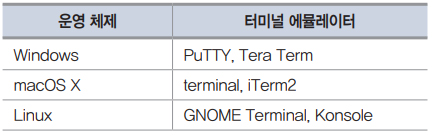 운영 체제 터미널 에뮬레이터
Windows PuTTY, Tera Term
macOS X terminal, iTerm2
Linux GNOME Terminal, Konsole